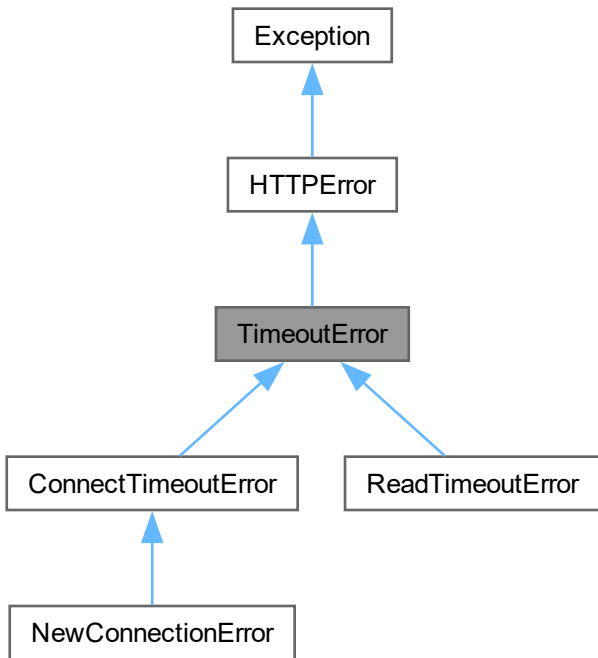 Exception
HTTPError
TimeoutError
ConnectTimeoutError
ReadTimeoutError
NewConnectionError